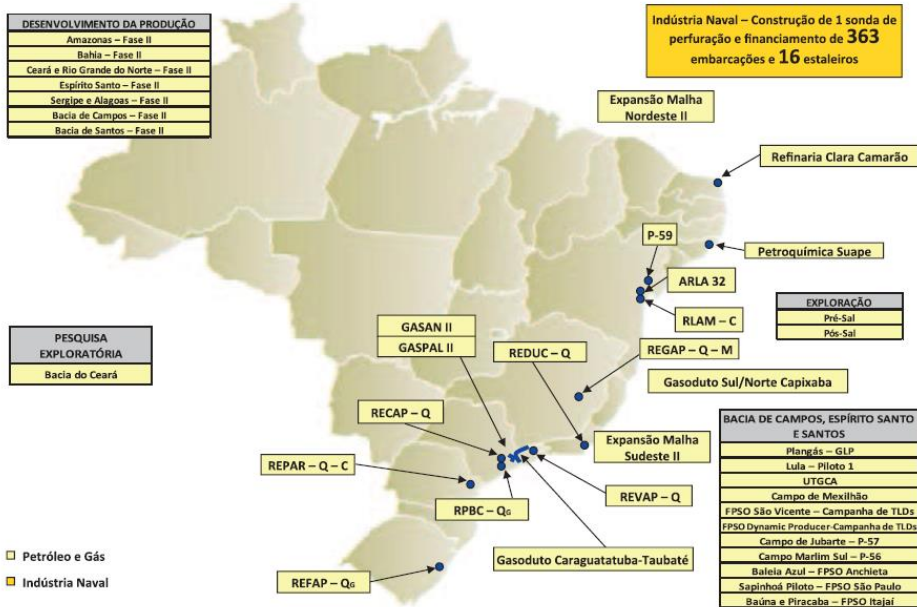 DESENVOLVIMENTO DA PRODUÇÃO
Amazonas – Fase II
Bahia – Fase II
Ceará e Rio Grande do Norte – Fase II
Espírito Santo – Fase II
Sergipe e Alagoas – Fase II
Bacia de Campos – Fase II
Bacia de Santos – Fase II
Indústria Naval – Construção de 1 sonda de
perfuração e financiamento de 363
embarcações e 16 estaleiros
Expansão Malha
Nordeste II
Refinaria Clara Camarão
P-59
Petroquímica Suape
ARLA 32
RLAM – C
EXPLORAÇÃO
Pré-Sal
Pós-Sal
PESQUISA
EXPLORATÓRIA
Bacia do Ceará
GASAN II
GASPAL II
REDUC – Q
REGAP – Q – M
Gasoduto Sul/Norte Capixaba
RECAP – Q
Expansão Malha
Sudeste II
REPAR – Q – C
RPBC – QG
REVAP – Q
Gasoduto Caraguatatuba-Taubaté
REFAP – QG
BACIA DE CAMPOS, ESPÍRITO SANTO
E SANTOS
Plangás – GLP
Lula – Piloto 1
UTGCA
Campo de Mexilhão
FPSO São Vicente – Campanha de TLDs
FPSO Dynamic Producer-Campanha de TLDs
Campo de Jubarte – P-57
Campo Marlim Sul – P-56
Baleia Azul – FPSO Anchieta
Sapinhoá Piloto – FPSO São Paulo
Baúna e Piracaba – FPSO Itajaí
Petróleo e Gás
Indústria Naval